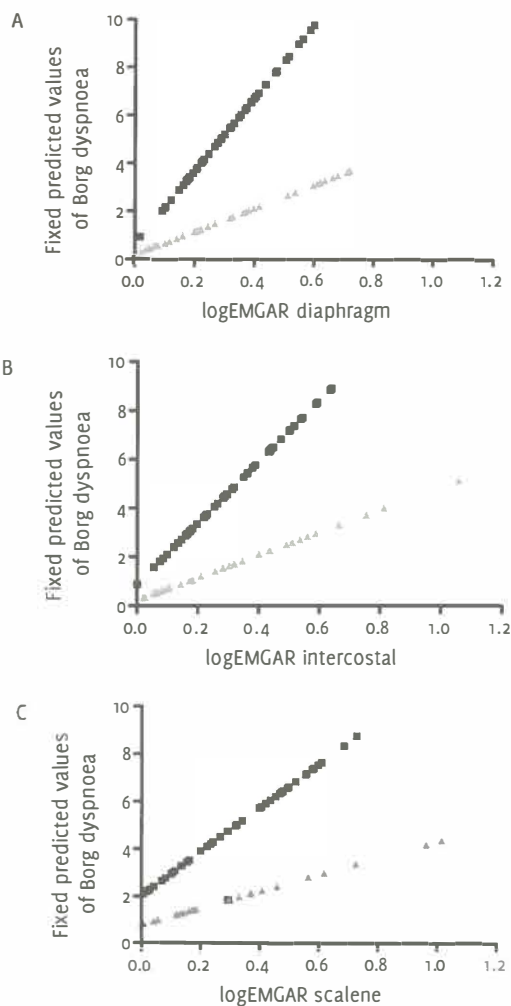 A
10
8
6
4
2
0
Fixed predicted values
of Borg dyspnoea
0.0 0.2 0.4 0.6 0.8 1.0 1.2
logEMGAR diaphragm
B
10
8
6
4
2
0
Fixed predicted values
of Borg dyspnoea
0.0 0.2 0.4 0.6 0.8 1.0 1.2
logEMGAR intercostal
C
10
8
6
4
2
0
Fixed predicted values
of Borg dyspnoea
0.0 0.2 0.4 0.6 0.8 1.0 1.2
logEMGAR scalene